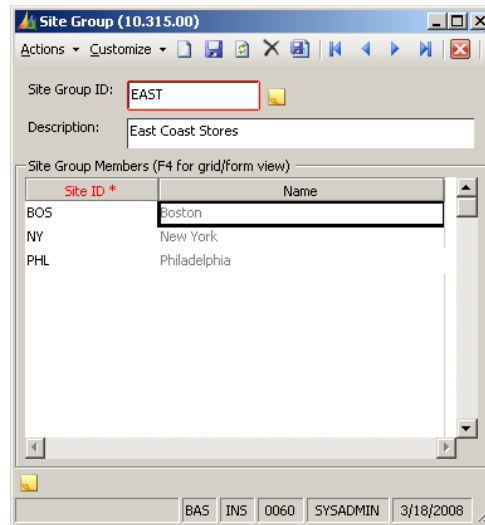 Site Group (10.315.00)
Actions Customize
Site Group ID: EAST
Description: East Coast Stores
Site Group Members (F4 for grid/form view)
Site ID * Name
BOS Boston
NY New York
PHL Philadelphia
BAS INS 0060 SYSADMIN 3/18/2008